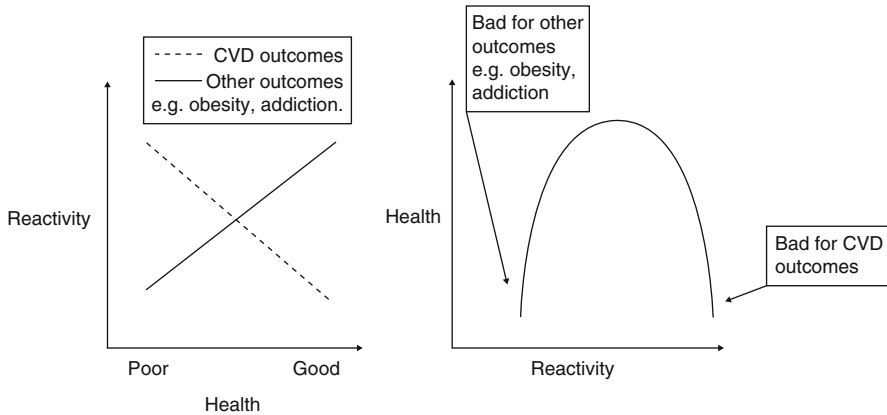 CVD outcomes
Other outcomes
e.g. obesity, addiction.
Reactivity
Poor
Good
Health
Bad for other
outcomes
e.g. obesity,
addiction
Health
Bad for CVD
outcomes
Reactivity